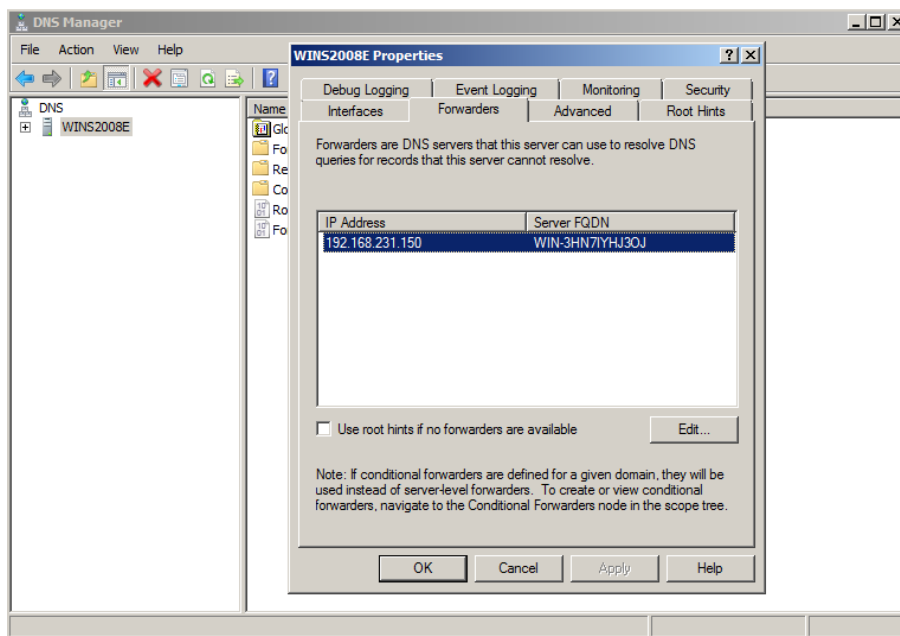 DNS Manager
File Action View Help
DNS
WINS2008E
Name
Glo
Fo
Re
Co
Ro
Fo
WINS2008E Properties
Debug Logging Event Logging Monitoring Security
Interfaces Forwarders Advanced Root Hints
Forwarders are DNS servers that this server can use to resolve DNS
queries for records that this server cannot resolve.
IP Address Server FQDN
192.168.231.150 WIN-3HN7IYHJ3OJ
Use root hints if no forwarders are available Edit...
Note: If conditional forwarders are defined for a given domain, they will be
used instead of server-level forwarders. To create or view conditional
forwarders, navigate to the Conditional Forwarders node in the scope tree.
OK Cancel Apply Help